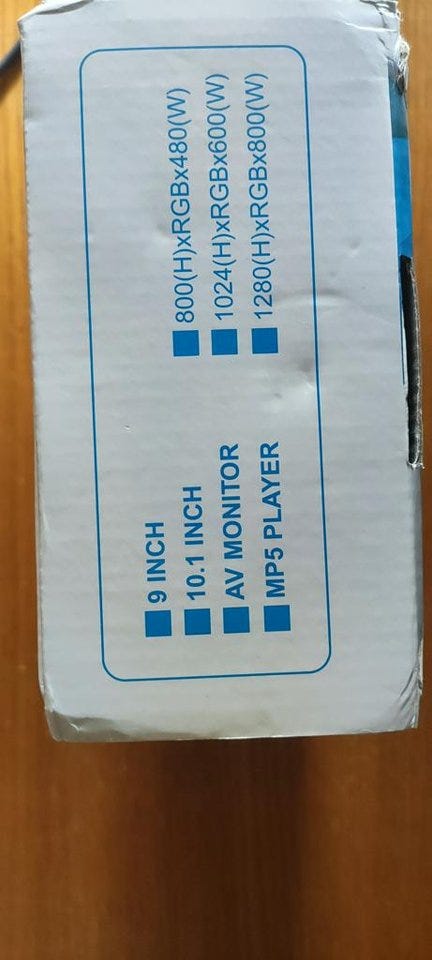 9 INCH
10.1 INCH
AV MONITOR
MP5 PLAYER
800(H)xRGBx480(W)
1024(H)xRGBx600(W)
1280(H)xRGBx800(W)